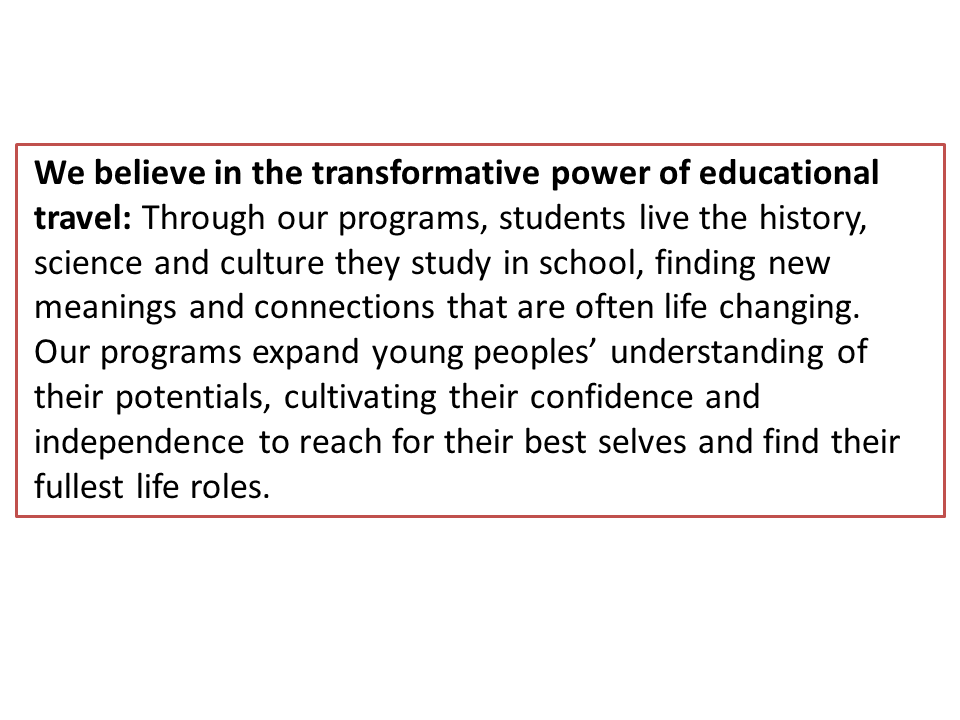 We believe in the transformative power of educational
travel: Through our programs, students live the history,
science and culture they study in school, finding new
meanings and connections that are often life changing.
Our programs expand young peoples’ understanding of
their potentials, cultivating their confidence and
independence to reach for their best selves and find their
fullest life roles.